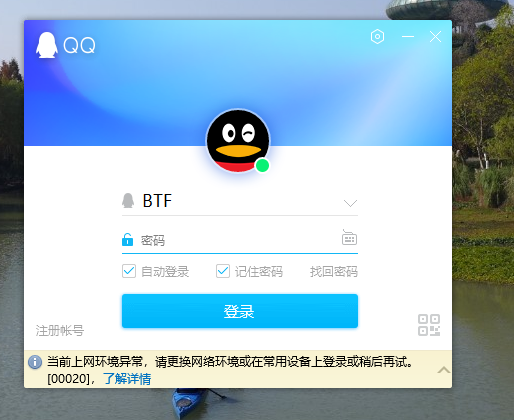 QQ
BTF
密码
自动登录 记住密码 找回密码
登录
注册帐号
当前上网环境异常，请更换网络环境或在常用设备上登录或稍后再试。
[00020]，了解详情